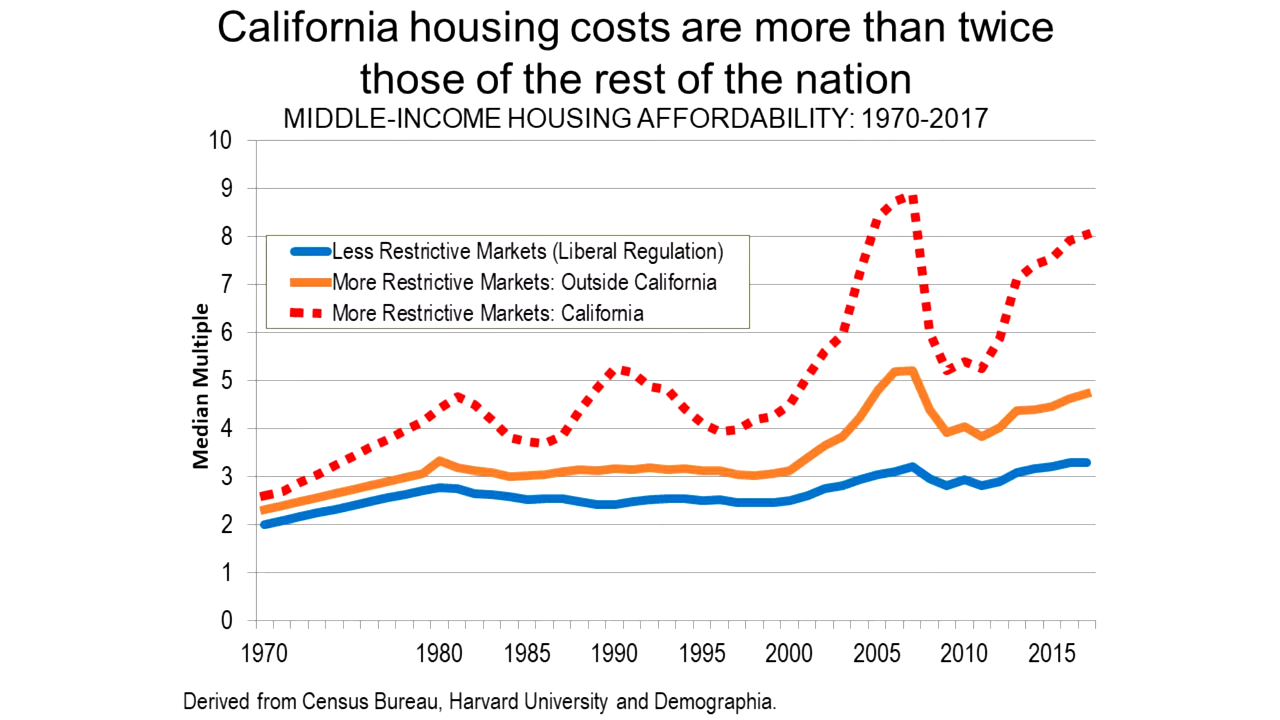 California housing costs are more than twice
those of the rest of the nation
MIDDLE-INCOME HOUSING AFFORDABILITY: 1970-2017
10
9
8
7
6
5
4
3
2
1
0
Median Multiple
Less Restrictive Markets (Liberal Regulation)
More Restrictive Markets: Outside California
More Restrictive Markets: California
1970 1980 1985 1990 1995 2000 2005 2010 2015
Derived from Census Bureau, Harvard University and Demographia.